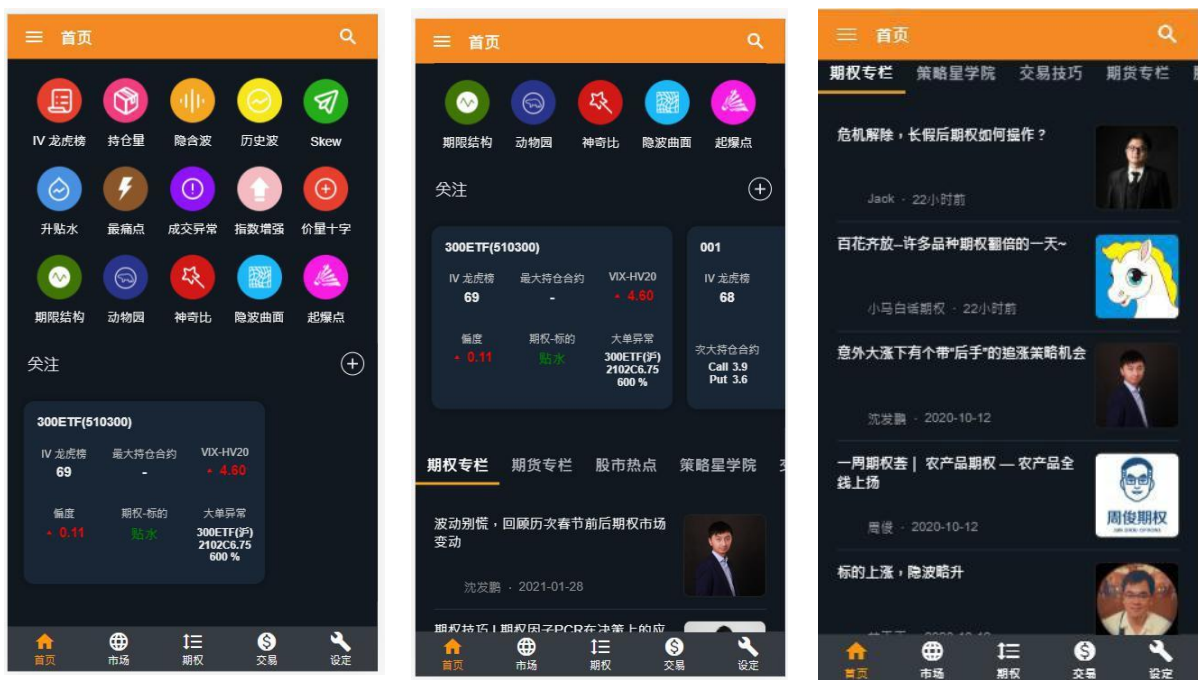 首页
IV 龙虎榜 持仓量 隐含波 历史波 Skew
升贴水 最痛点 成交异常 指数增强 价量十字
期限结构 动物园 神奇比 隐波曲面 起爆点
关注
300ETF(510300)
IV 龙虎榜 最大持仓合约 VIX-HV20
69 - 4.60
偏度 期权-标的 大单异常
0.11 贴水 300ETF(沪)
2102C6.75
600 %
首页 市场 期权 交易 设定
首页
期限结构 动物园 神奇比 隐波曲面 起爆点
关注
300ETF(510300)
IV 龙虎榜 最大持仓合约 VIX-HV20
69 - 4.60
偏度 期权-标的 大单异常
0.11 贴水 300ETF(沪)
2102C6.75
600 %
001
IV 龙虎榜
68
次大持仓合约
Call 3.9
Put 3.6
期权专栏 期货专栏 股市热点 策略星学院
波动别慌，回顾历次春节前后期权市场
变动
沈发鹏 · 2021-01-28
期权技巧 | 期权因子PCR在决策上的应
首页 市场 期权 交易 设定
首页
期权专栏 策略星学院 交易技巧 期货专栏
危机解除，长假后期权如何操作？
Jack · 22小时前
百花齐放--许多品种期权翻倍的一天~
小马白话期权 · 22小时前
意外大涨下有个带"后手"的追涨策略机会
沈发鹏 · 2020-10-12
一周期权荟 | 农产品期权 — 农产品全
线上扬
周俊 · 2020-10-12
周俊期权
标的上涨，隐波略升
首页 市场 期权 交易 设定